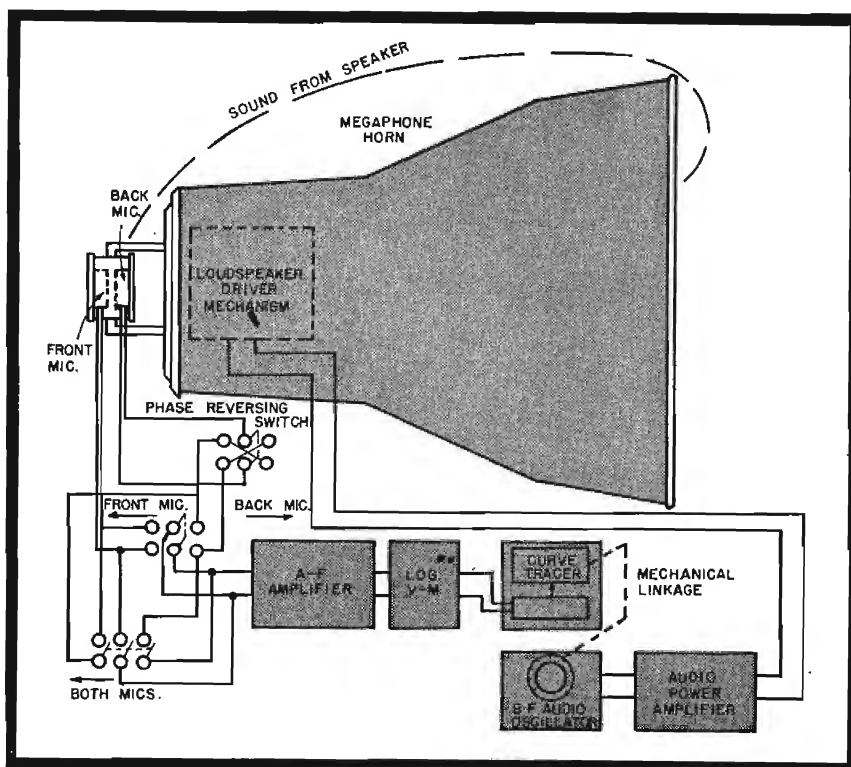 SOUND FROM SPEAKER
MEGAPHONE
HORN
BACK
MIC.
LOUDSPEAKER
DRIVER
MECHANISM
FRONT
MIC.
PHASE REVERSING
SWITCH
FRONT MIC.
BACK MIC.
A-F
AMPLIFIER
LOG
V-M
CURVE
TRACER
MECHANICAL
LINKAGE
BOTH MICS.
B-F AUDIO
OSCILLATOR
AUDIO
POWER
AMPLIFIER